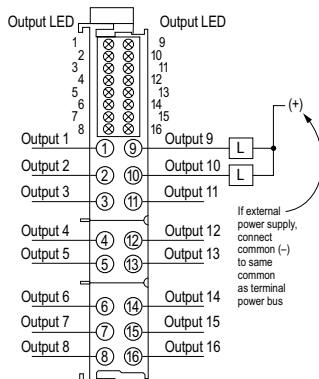 Output LED Output LED
1 9
2 10
3 11
4 12
5 13
6 14
7 15
8 16
(+)
Output 1 1 9 Output 9 L
Output 2 2 10 Output 10 L
Output 3 3 11 Output 11
If external
power supply,
connect
common (–)
to same
common
as terminal
power bus
Output 4 4 12 Output 12
Output 5 5 13 Output 13
Output 6 6 14 Output 14
Output 7 7 15 Output 15
Output 8 8 16 Output 16